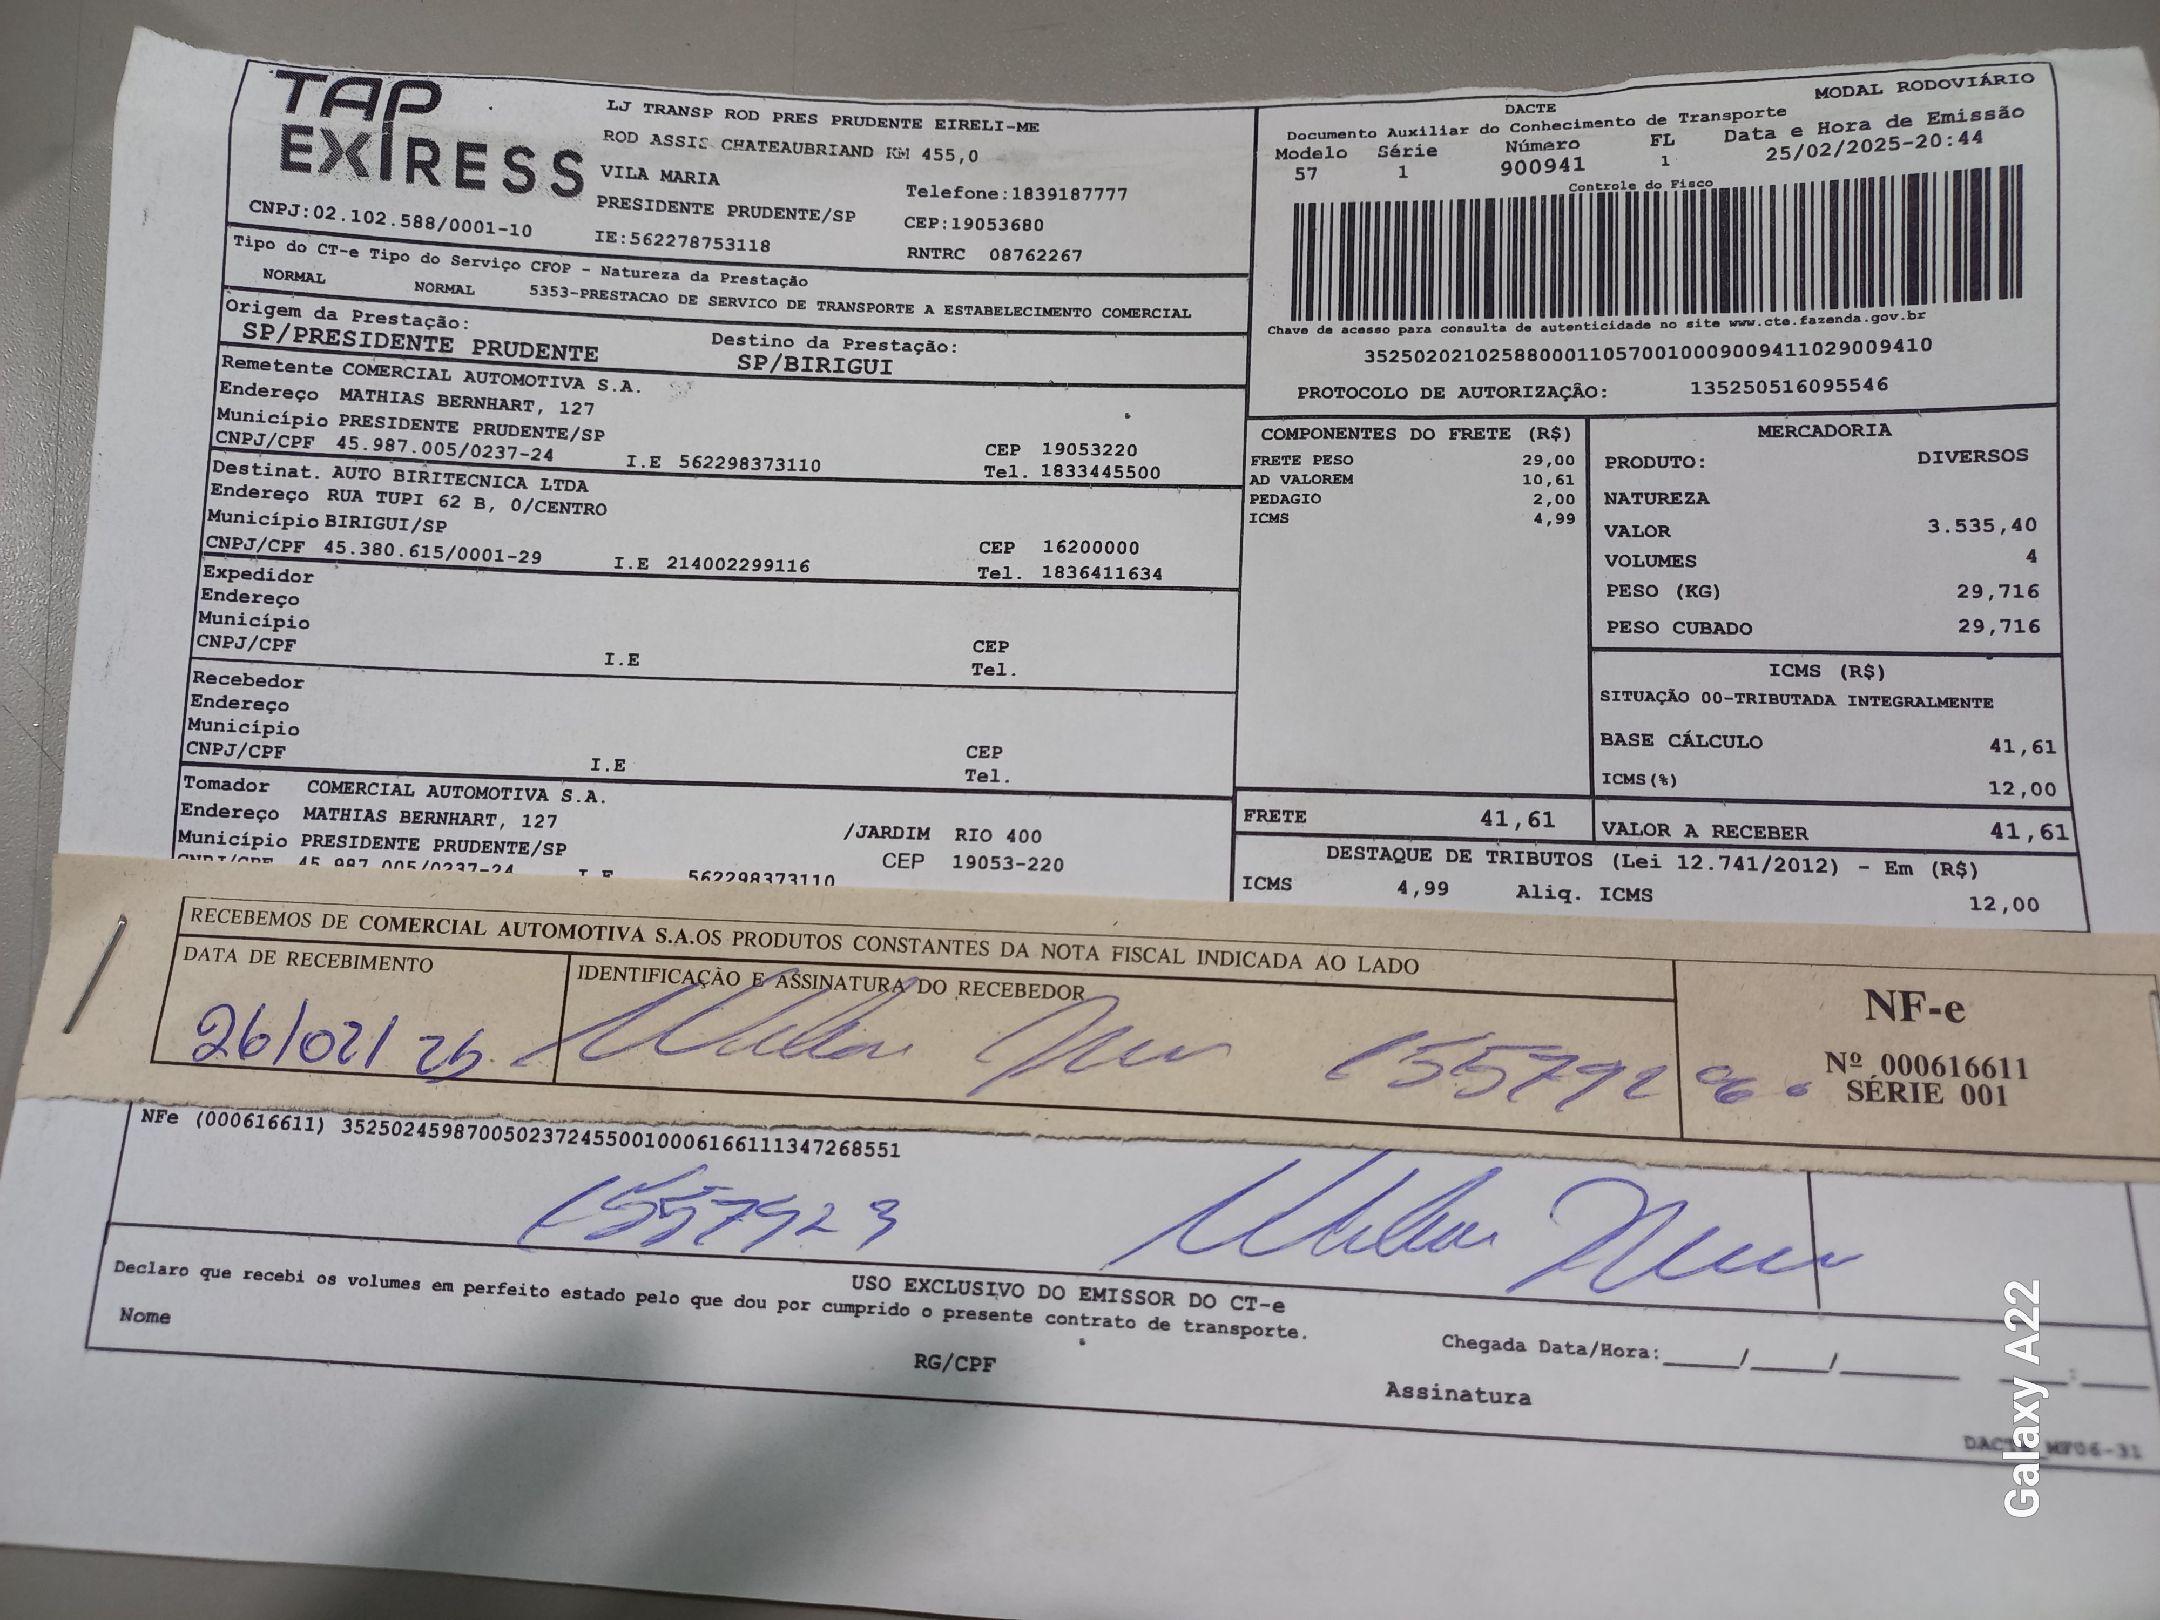 TAP EXPRESS
CNPJ:02.102.588/0001-10
LJ TRANSP ROD PRES PRUDENTE EIRELI-ME
ROD ASSIS CHATEAUBRIAND KM 455,0
VILA MARIA
Telefone:1839187777
PRESIDENTE PRUDENTE/SP CEP:19053680
IE:562278753118 RNTRC 08762267
MODAL RODOVIÁRIO
DACTE
Documento Auxiliar do Conhecimento de Transporte
Modelo Série Número FL Data e Hora de Emissão
57 1 900941 1 25/02/2025-20:44
Controle do Fisco
Chave de acesso para consulta de autenticidade no site www.cte.fazenda.gov.br
35250202102588000110570010009009411029009410
PROTOCOLO DE AUTORIZAÇÃO: 135250516095546
Tipo do CT-e Tipo do Serviço CFOP - Natureza da Prestação
NORMAL NORMAL 5353-PRESTACAO DE SERVICO DE TRANSPORTE A ESTABELECIMENTO COMERCIAL
Origem da Prestação: Destino da Prestação:
SP/PRESIDENTE PRUDENTE SP/BIRIGUI
Remetente COMERCIAL AUTOMOTIVA S.A.
Endereço MATHIAS BERNHART, 127
Município PRESIDENTE PRUDENTE/SP CEP 19053220
CNPJ/CPF 45.987.005/0237-24 I.E 562298373110 Tel. 1833445500
Destinat. AUTO BIRITECNICA LTDA
Endereço RUA TUPI 62 B, 0/CENTRO
Município BIRIGUI/SP CEP 16200000
CNPJ/CPF 45.380.615/0001-29 I.E 214002299116 Tel. 1836411634
Expedidor
Endereço
Município CEP
CNPJ/CPF I.E Tel.
Recebedor
Endereço
Município CEP
CNPJ/CPF I.E Tel.
Tomador COMERCIAL AUTOMOTIVA S.A.
Endereço MATHIAS BERNHART, 127 /JARDIM RIO 400
Município PRESIDENTE PRUDENTE/SP CEP 19053-220
CNPJ/CPF 45.987.005/0237-24 I.E 562298373110
COMPONENTES DO FRETE (R$)
FRETE PESO 29,00
AD VALOREM 10,61
PEDAGIO 2,00
ICMS 4,99
FRETE 41,61
MERCADORIA
PRODUTO: DIVERSOS
NATUREZA
VALOR 3.535,40
VOLUMES 4
PESO (KG) 29,716
PESO CUBADO 29,716
ICMS (R$)
SITUAÇÃO 00-TRIBUTADA INTEGRALMENTE
BASE CÁLCULO 41,61
ICMS(%) 12,00
VALOR A RECEBER 41,61
DESTAQUE DE TRIBUTOS (Lei 12.741/2012) - Em (R$)
ICMS 4,99 Aliq. ICMS 12,00
RECEBEMOS DE COMERCIAL AUTOMOTIVA S.A.OS PRODUTOS CONSTANTES DA NOTA FISCAL INDICADA AO LADO
DATA DE RECEBIMENTO IDENTIFICAÇÃO E ASSINATURA DO RECEBEDOR
26/02/25
NF-e
Nº 000616611
SÉRIE 001
NFe (000616611) 35250245987005023724550010006166111347268551
USO EXCLUSIVO DO EMISSOR DO CT-e
Declaro que recebi os volumes em perfeito estado pelo que dou por cumprido o presente contrato de transporte.
Nome RG/CPF Chegada Data/Hora:_____/_____/_______ ____:____
Assinatura
Galaxy A22